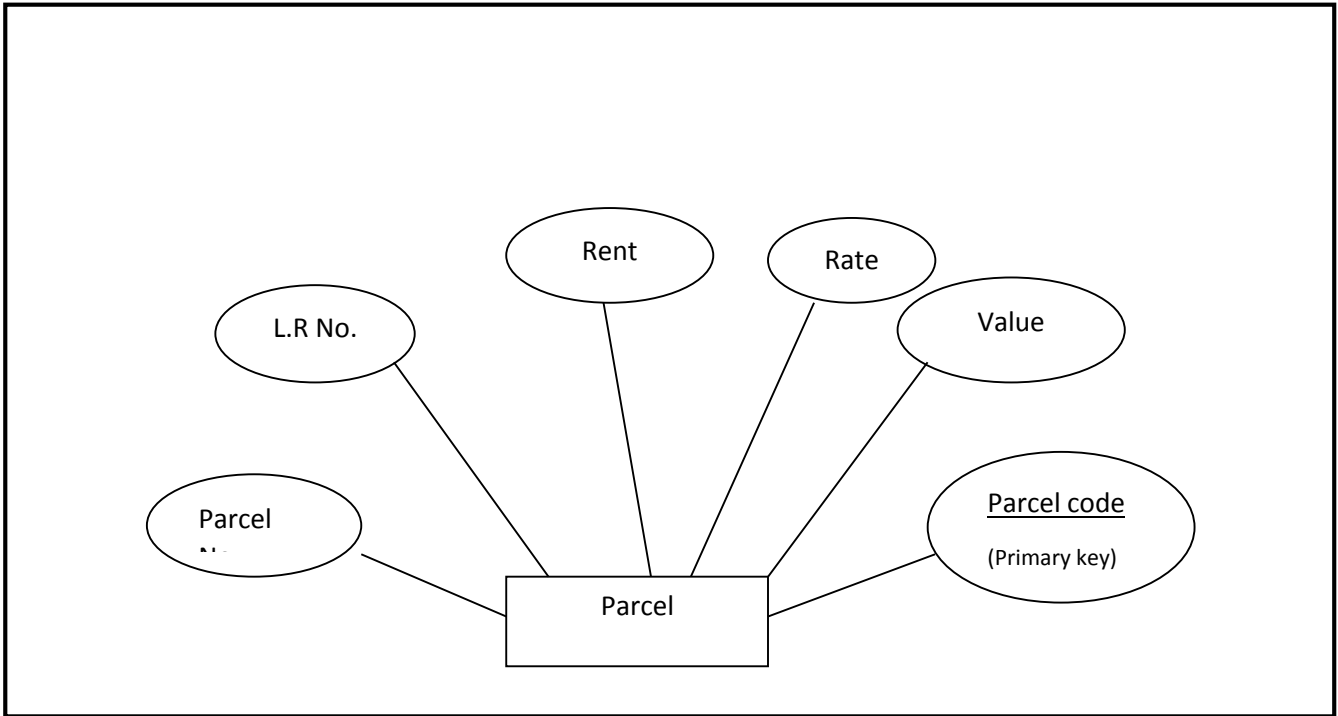 Rent
Rate
Value
L.R No.
Parcel code
(Primary key)
Parcel
Parcel